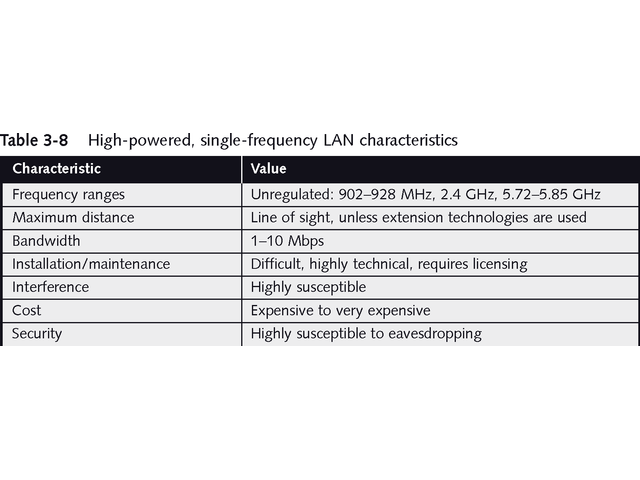 Table 3-8 High-powered, single-frequency LAN characteristics
Characteristic Value
Frequency ranges Unregulated: 902–928 MHz, 2.4 GHz, 5.72–5.85 GHz
Maximum distance Line of sight, unless extension technologies are used
Bandwidth 1–10 Mbps
Installation/maintenance Difficult, highly technical, requires licensing
Interference Highly susceptible
Cost Expensive to very expensive
Security Highly susceptible to eavesdropping